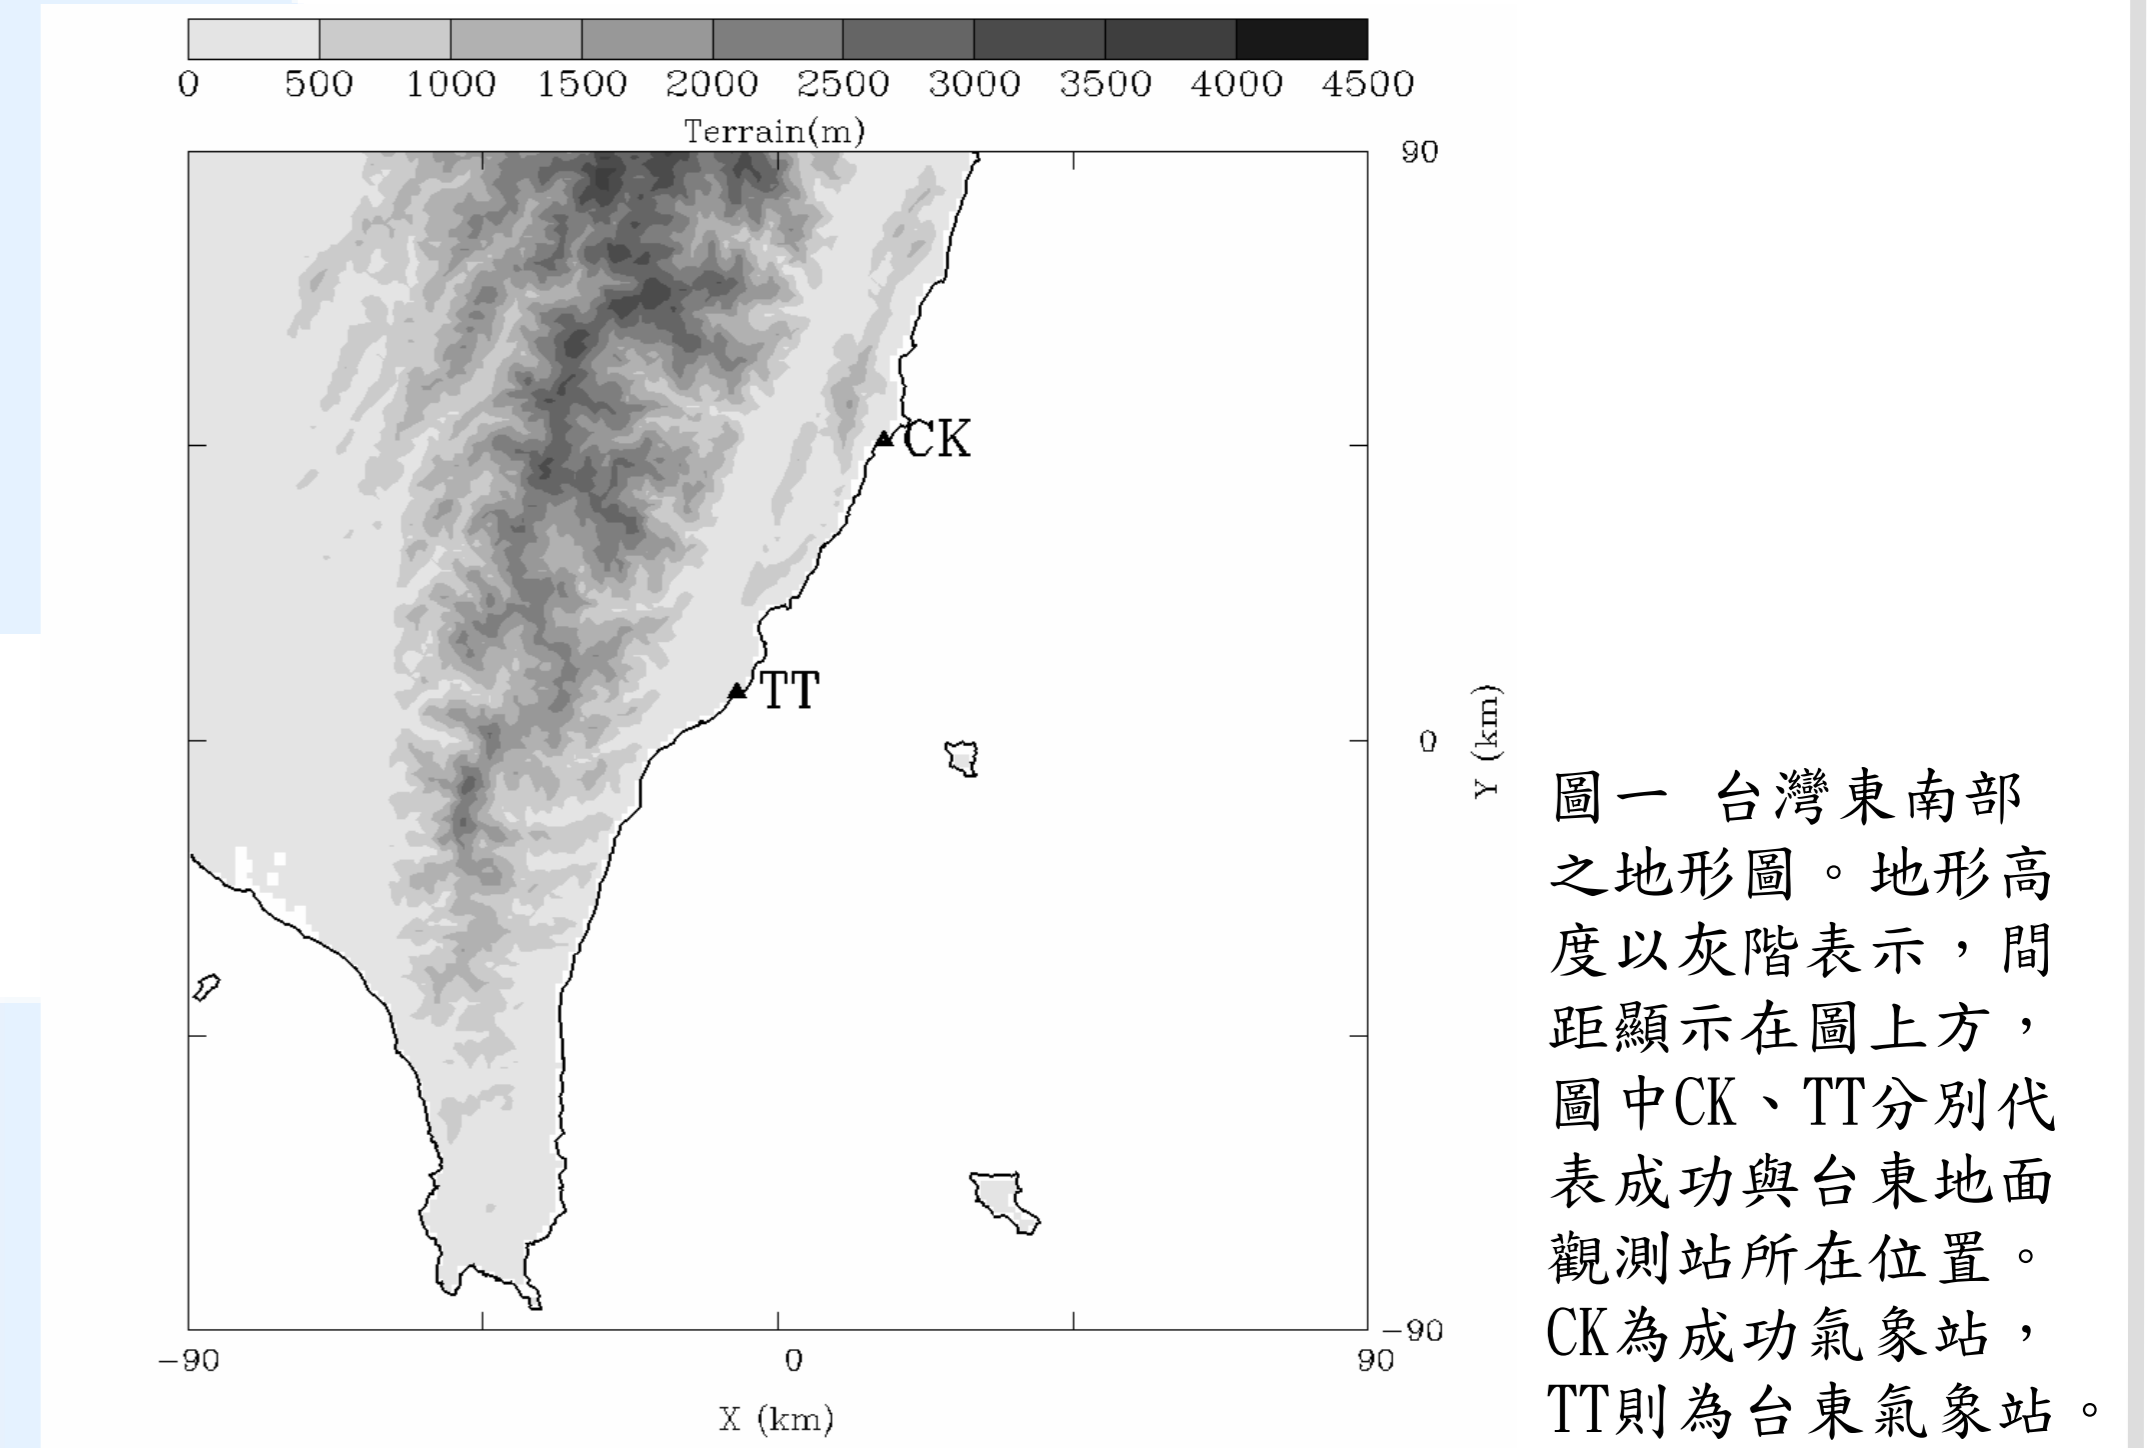 0 500 1000 1500 2000 2500 3000 3500 4000 4500
Terrain(m)
90
CK
TT
0
Y (km)
-90
-90 0 90
X (km)
圖一 台灣東南部
之地形圖。地形高
度以灰階表示，間
距顯示在圖上方，
圖中CK、TT分別代
表成功與台東地面
觀測站所在位置。
CK為成功氣象站，
TT則為台東氣象站。